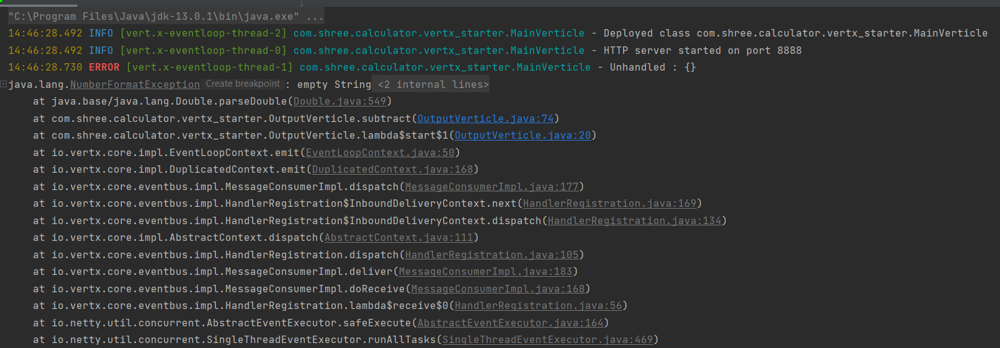 "C:\Program Files\Java\jdk-13.0.1\bin\java.exe" ...
14:46:28.492 INFO [vert.x-eventloop-thread-2] com.shree.calculator.vertx_starter.MainVerticle - Deployed class com.shree.calculator.vertx_starter.MainVerticle
14:46:28.492 INFO [vert.x-eventloop-thread-0] com.shree.calculator.vertx_starter.MainVerticle - HTTP server started on port 8888
14:46:28.730 ERROR [vert.x-eventloop-thread-1] com.shree.calculator.vertx_starter.MainVerticle - Unhandled : {}
java.lang.NumberFormatException Create breakpoint : empty String <2 internal lines>
at java.base/java.lang.Double.parseDouble(Double.java:549)
at com.shree.calculator.vertx_starter.OutputVerticle.subtract(OutputVerticle.java:74)
at com.shree.calculator.vertx_starter.OutputVerticle.lambda$start$1(OutputVerticle.java:20)
at io.vertx.core.impl.EventLoopContext.emit(EventLoopContext.java:50)
at io.vertx.core.impl.DuplicatedContext.emit(DuplicatedContext.java:168)
at io.vertx.core.eventbus.impl.MessageConsumerImpl.dispatch(MessageConsumerImpl.java:177)
at io.vertx.core.eventbus.impl.HandlerRegistration$InboundDeliveryContext.next(HandlerRegistration.java:169)
at io.vertx.core.eventbus.impl.HandlerRegistration$InboundDeliveryContext.dispatch(HandlerRegistration.java:134)
at io.vertx.core.impl.AbstractContext.dispatch(AbstractContext.java:111)
at io.vertx.core.eventbus.impl.HandlerRegistration.dispatch(HandlerRegistration.java:105)
at io.vertx.core.eventbus.impl.MessageConsumerImpl.deliver(MessageConsumerImpl.java:183)
at io.vertx.core.eventbus.impl.MessageConsumerImpl.doReceive(MessageConsumerImpl.java:168)
at io.vertx.core.eventbus.impl.HandlerRegistration.lambda$receive$0(HandlerRegistration.java:56)
at io.netty.util.concurrent.AbstractEventExecutor.safeExecute(AbstractEventExecutor.java:164)
at io.netty.util.concurrent.SingleThreadEventExecutor.runAllTasks(SingleThreadEventExecutor.java:469)